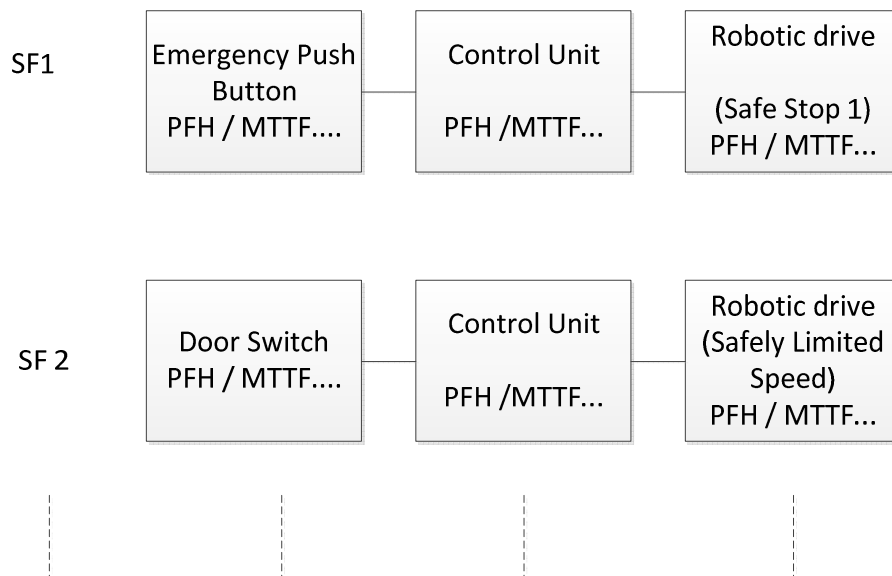 SF1
Emergency Push
Button
PFH / MTTF....
Control Unit
PFH /MTTF...
Robotic drive
(Safe Stop 1)
PFH / MTTF...
SF 2
Door Switch
PFH / MTTF....
Control Unit
PFH /MTTF...
Robotic drive
(Safely Limited
Speed)
PFH / MTTF...